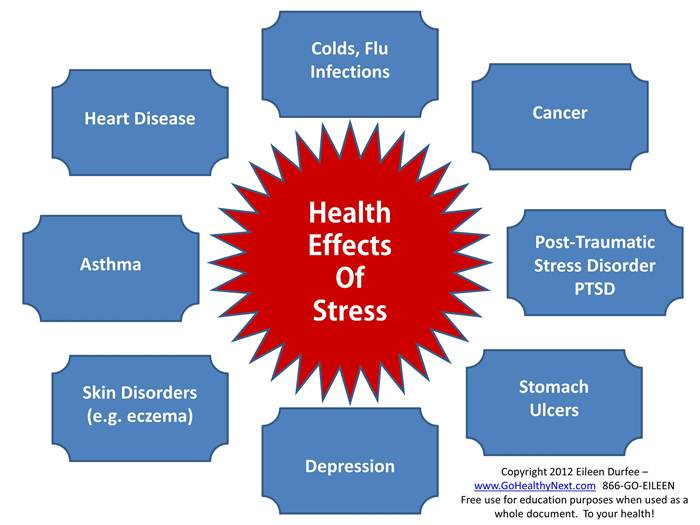 Colds, Flu
Infections
Heart Disease
Cancer
Health
Effects
Of
Stress
Asthma
Post-Traumatic
Stress Disorder
PTSD
Skin Disorders
(e.g. eczema)
Stomach
Ulcers
Depression
Copyright 2012 Eileen Durfee –
www.GoHealthyNext.com 866-GO-EILEEN
Free use for education purposes when used as a
whole document. To your health!